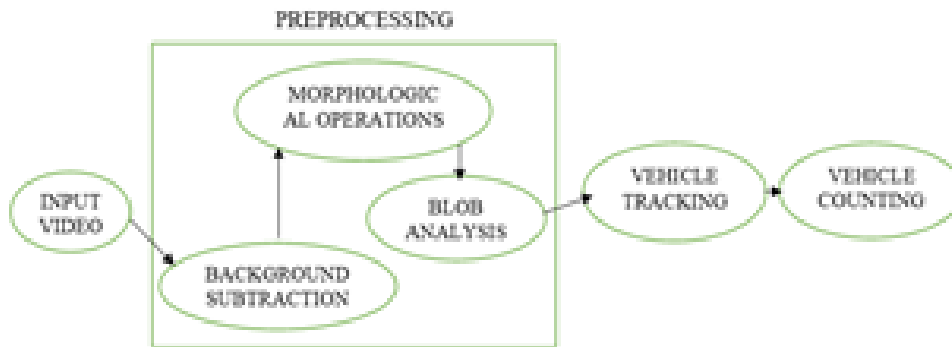 PREPROCESSING
MORPHOLOGIC
AL OPERATIONS
INPUT
VIDEO
BACKGROUND
SUBTRACTION
BLOB
ANALYSIS
VEHICLE
TRACKING
VEHICLE
COUNTING